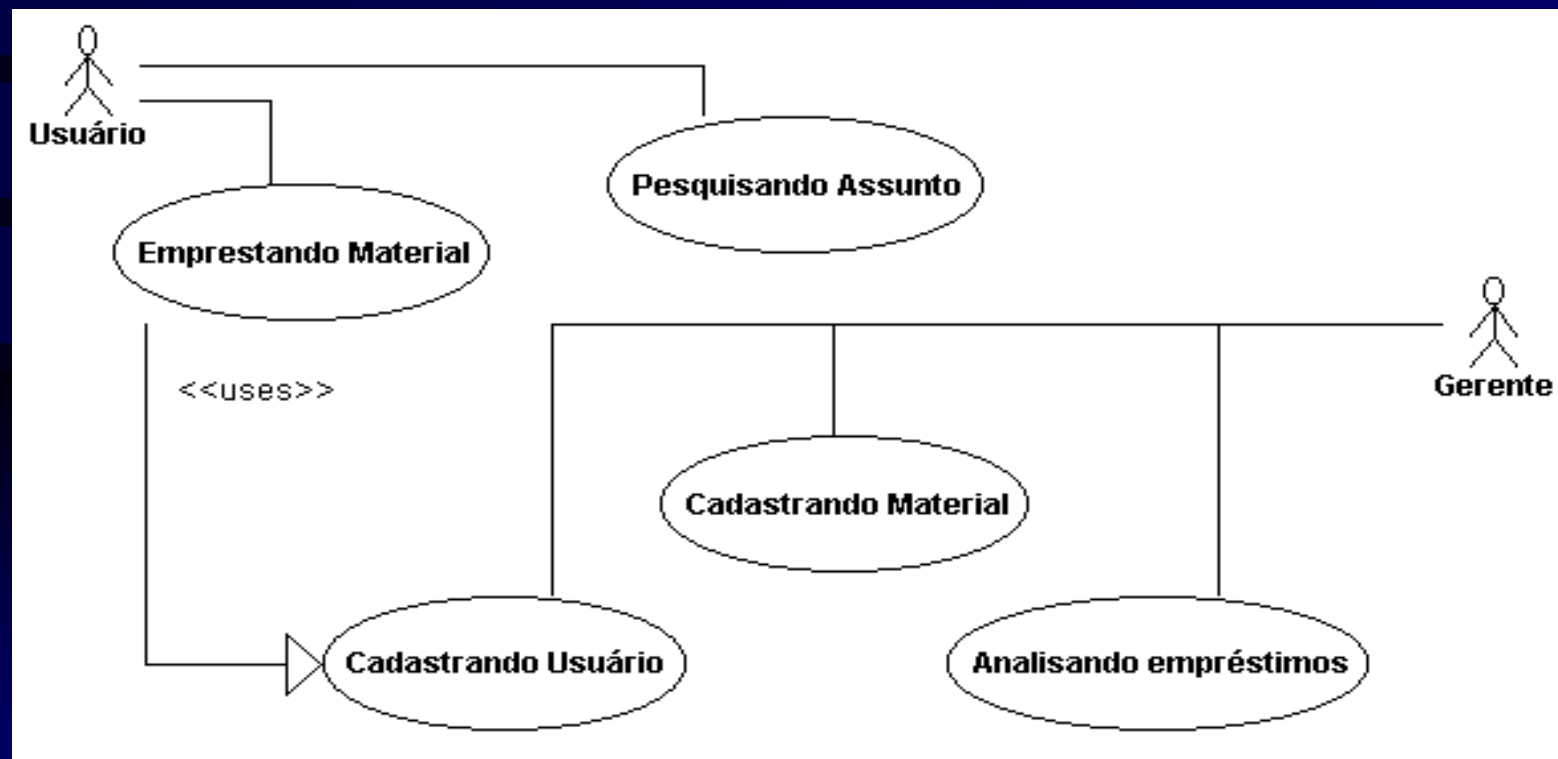 Usuário
Pesquisando Assunto
Emprestando Material
<<uses>>
Gerente
Cadastrando Material
Cadastrando Usuário
Analisando empréstimos